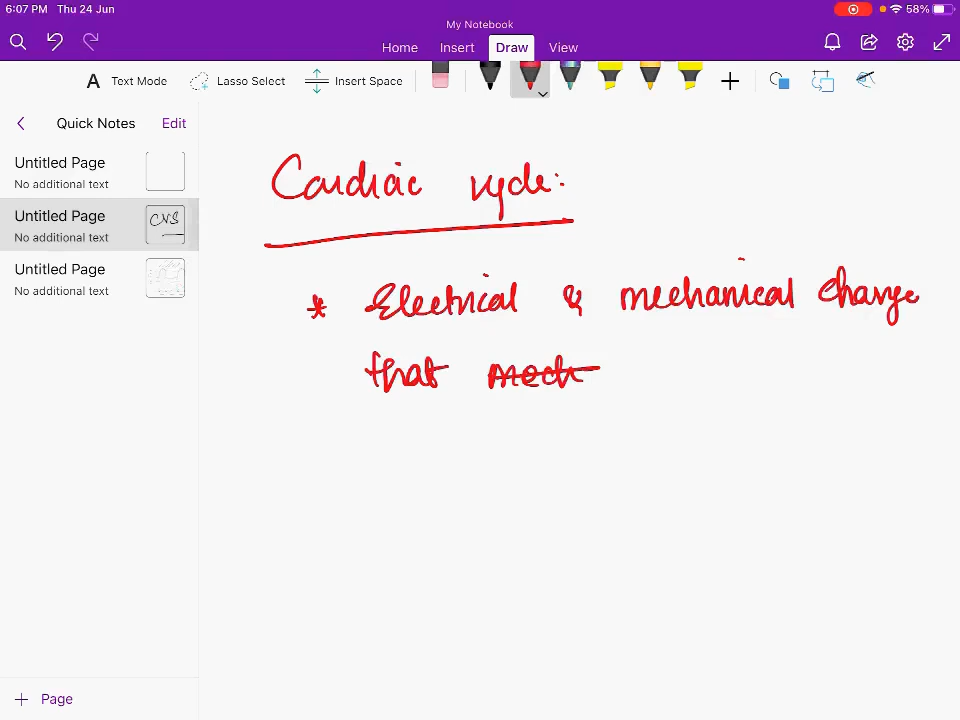 6:07 PM Thu 24 Jun 58%
My Notebook
Home Insert Draw View
Text Mode Lasso Select Insert Space
Quick Notes Edit
Untitled Page
No additional text
Untitled Page
No additional text
CNS
Untitled Page
No additional text
Page
Cardiac cycle:
* Electrical & mechanical change
that mech